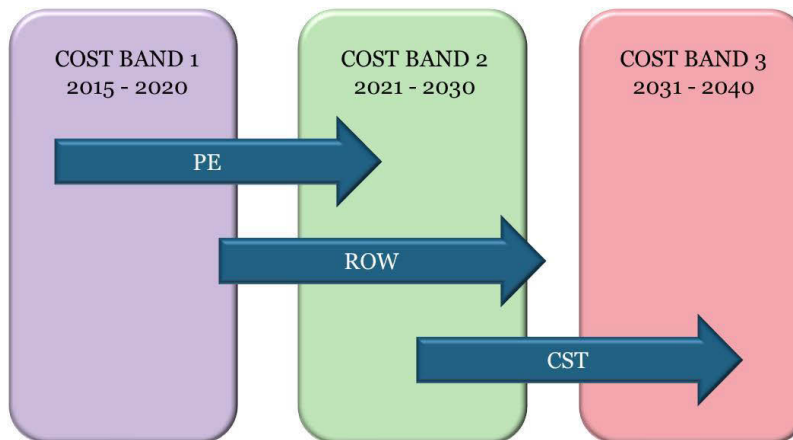 COST BAND 1
2015 - 2020
COST BAND 2
2021 - 2030
COST BAND 3
2031 - 2040
PE
ROW
CST